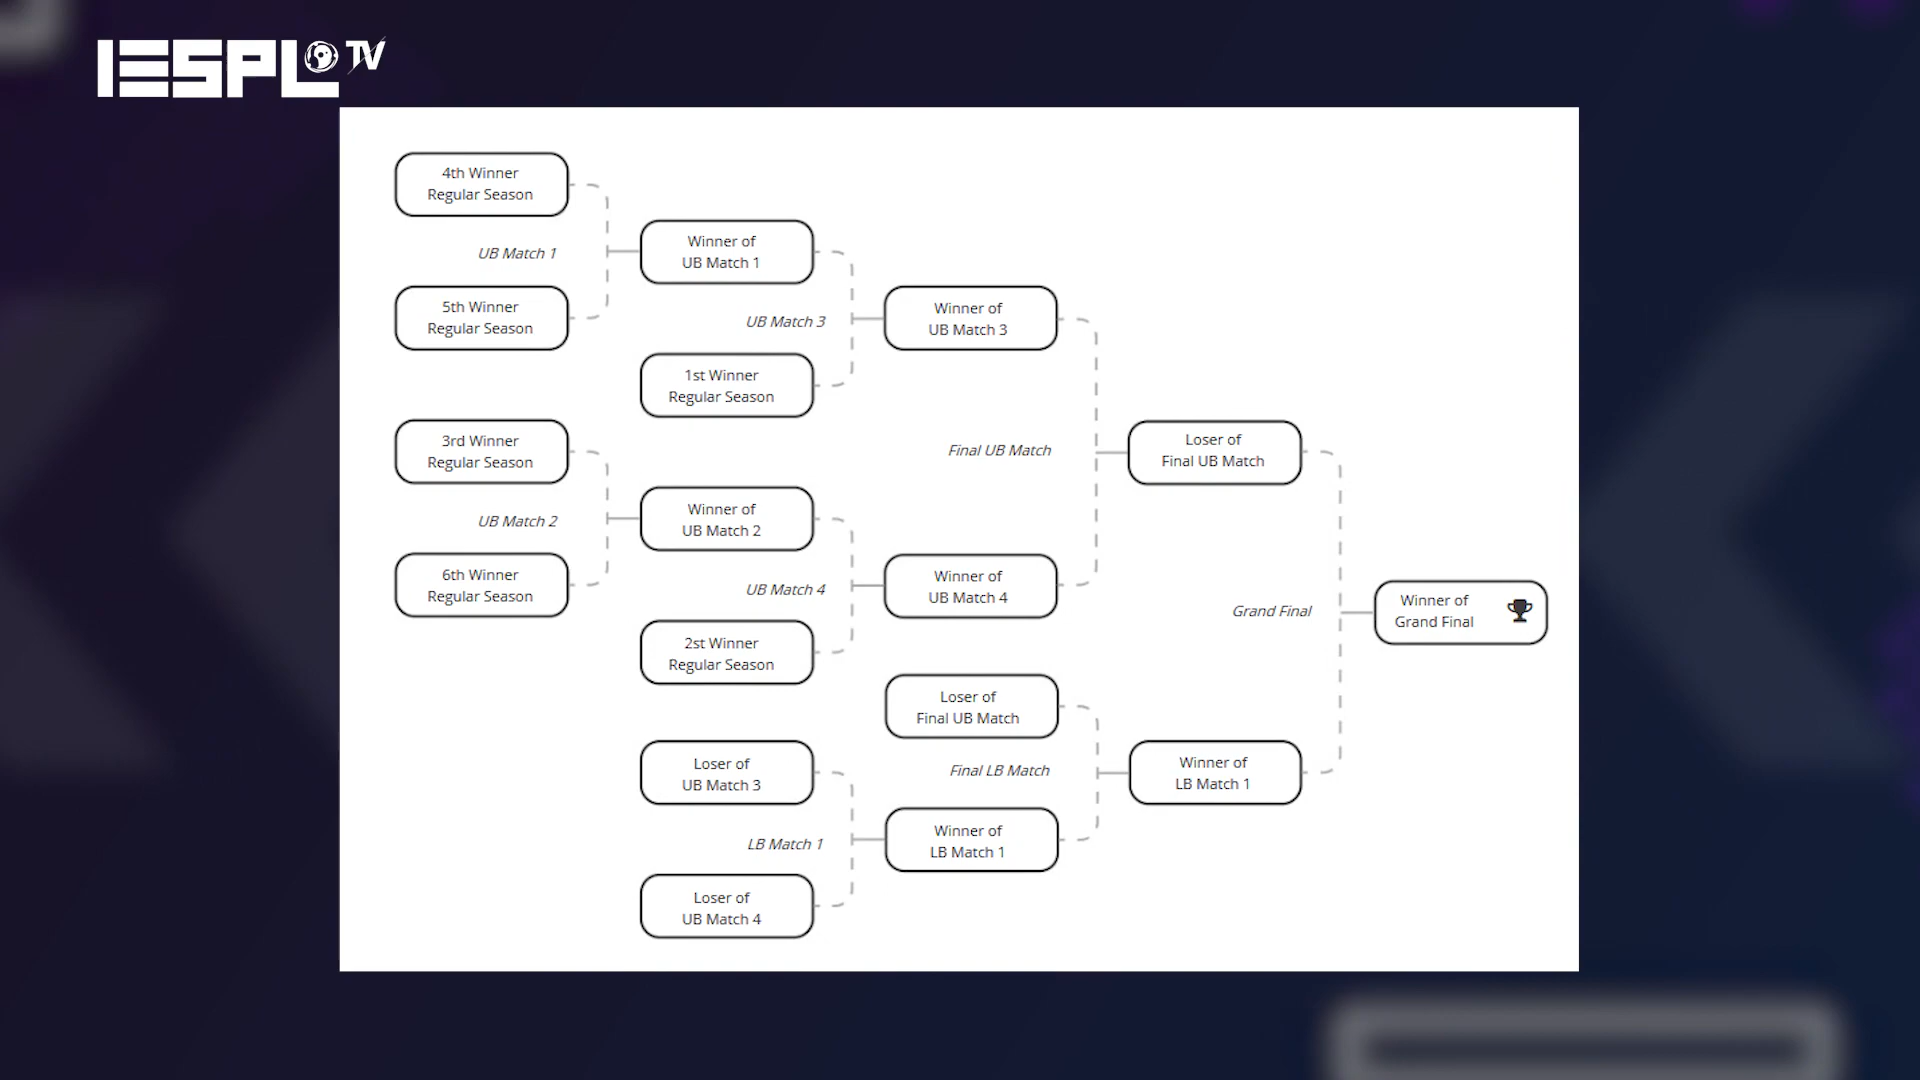 IESPL TV
4th Winner
Regular Season
UB Match 1
5th Winner
Regular Season
Winner of
UB Match 1
UB Match 3
1st Winner
Regular Season
3rd Winner
Regular Season
UB Match 2
6th Winner
Regular Season
Winner of
UB Match 2
UB Match 4
2st Winner
Regular Season
Winner of
UB Match 3
Final UB Match
Winner of
UB Match 4
Loser of
Final UB Match
Loser of
UB Match 3
LB Match 1
Loser of
UB Match 4
Loser of
Final UB Match
Final LB Match
Winner of
LB Match 1
Winner of
LB Match 1
Grand Final
Winner of
Grand Final